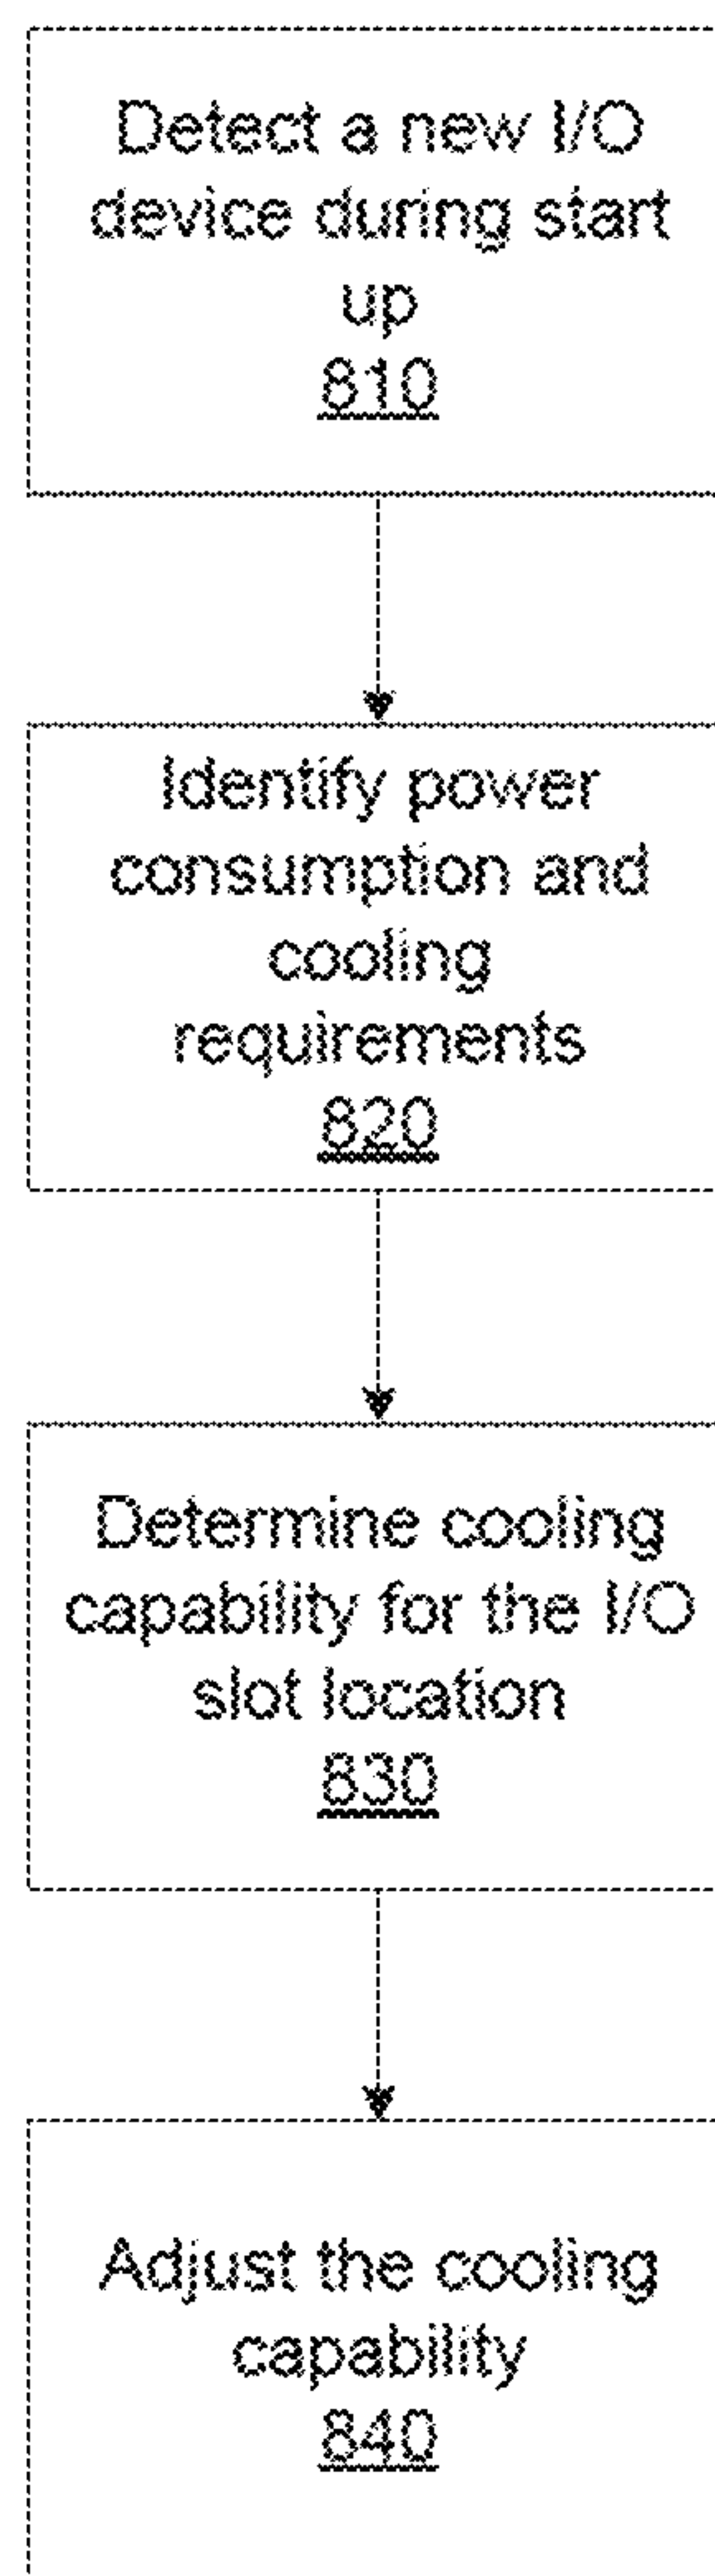 Detect a new I/O
device during start
up
810
Identify power
consumption and
cooling
requirements
820
Determine cooling
capability for the I/O
slot location
830
Adjust the cooling
capability
840